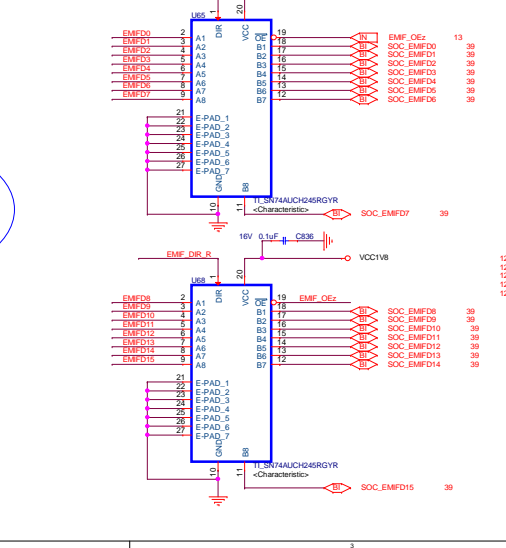 U65
1
20
DIR
VCC
EMIFD0 2 A1 OE 19 IN EMIF_OEz 13
EMIFD1 3 A2 B1 18 BI SOC_EMIFD0 39
EMIFD2 4 A3 B2 17 BI SOC_EMIFD1 39
EMIFD3 5 A4 B3 16 BI SOC_EMIFD2 39
EMIFD4 6 A5 B4 15 BI SOC_EMIFD3 39
EMIFD5 7 A6 B5 14 BI SOC_EMIFD4 39
EMIFD6 8 A7 B6 13 BI SOC_EMIFD5 39
EMIFD7 9 A8 B7 12 BI SOC_EMIFD6 39
21 E-PAD_1
22 E-PAD_2
23 E-PAD_3
24 E-PAD_4
25 E-PAD_5
26 E-PAD_6
27 E-PAD_7
GND
B8
10
11
TI_SN74AUCH245RGYR
<Characteristic>
BI SOC_EMIFD7 39
16V 0.1uF C836
EMIF_DIR_R
VCC1V8
U68
1
20
DIR
VCC
EMIFD8 2 A1 OE 19 EMIF_OEz
EMIFD9 3 A2 B1 18 BI SOC_EMIFD8 39
EMIFD10 4 A3 B2 17 BI SOC_EMIFD9 39
EMIFD11 5 A4 B3 16 BI SOC_EMIFD10 39
EMIFD12 6 A5 B4 15 BI SOC_EMIFD11 39
EMIFD13 7 A6 B5 14 BI SOC_EMIFD12 39
EMIFD14 8 A7 B6 13 BI SOC_EMIFD13 39
EMIFD15 9 A8 B7 12 BI SOC_EMIFD14 39
21 E-PAD_1
22 E-PAD_2
23 E-PAD_3
24 E-PAD_4
25 E-PAD_5
26 E-PAD_6
27 E-PAD_7
GND
B8
10
11
TI_SN74AUCH245RGYR
<Characteristic>
BI SOC_EMIFD15 39
3